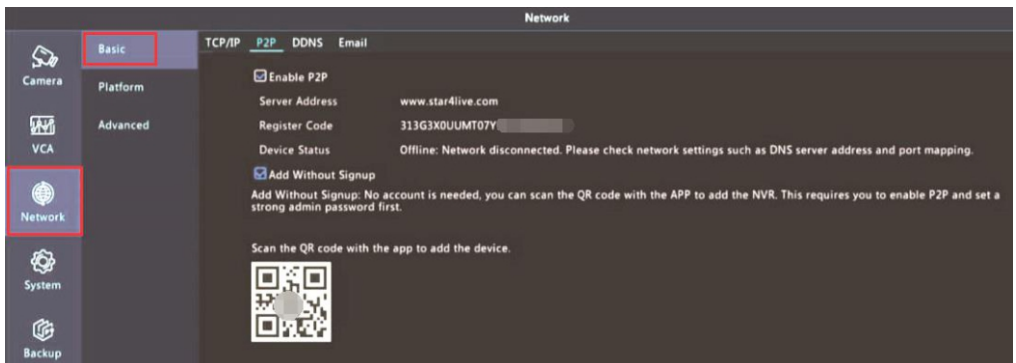 Network
Camera
VCA
Network
System
Backup
Basic
Platform
Advanced
TCP/IP P2P DDNS Email
Enable P2P
Server Address www.star4live.com
Register Code 313G3X0UUMT07Y
Device Status Offline: Network disconnected. Please check network settings such as DNS server address and port mapping.
Add Without Signup
Add Without Signup: No account is needed, you can scan the QR code with the APP to add the NVR. This requires you to enable P2P and set a
strong admin password first.
Scan the QR code with the app to add the device.